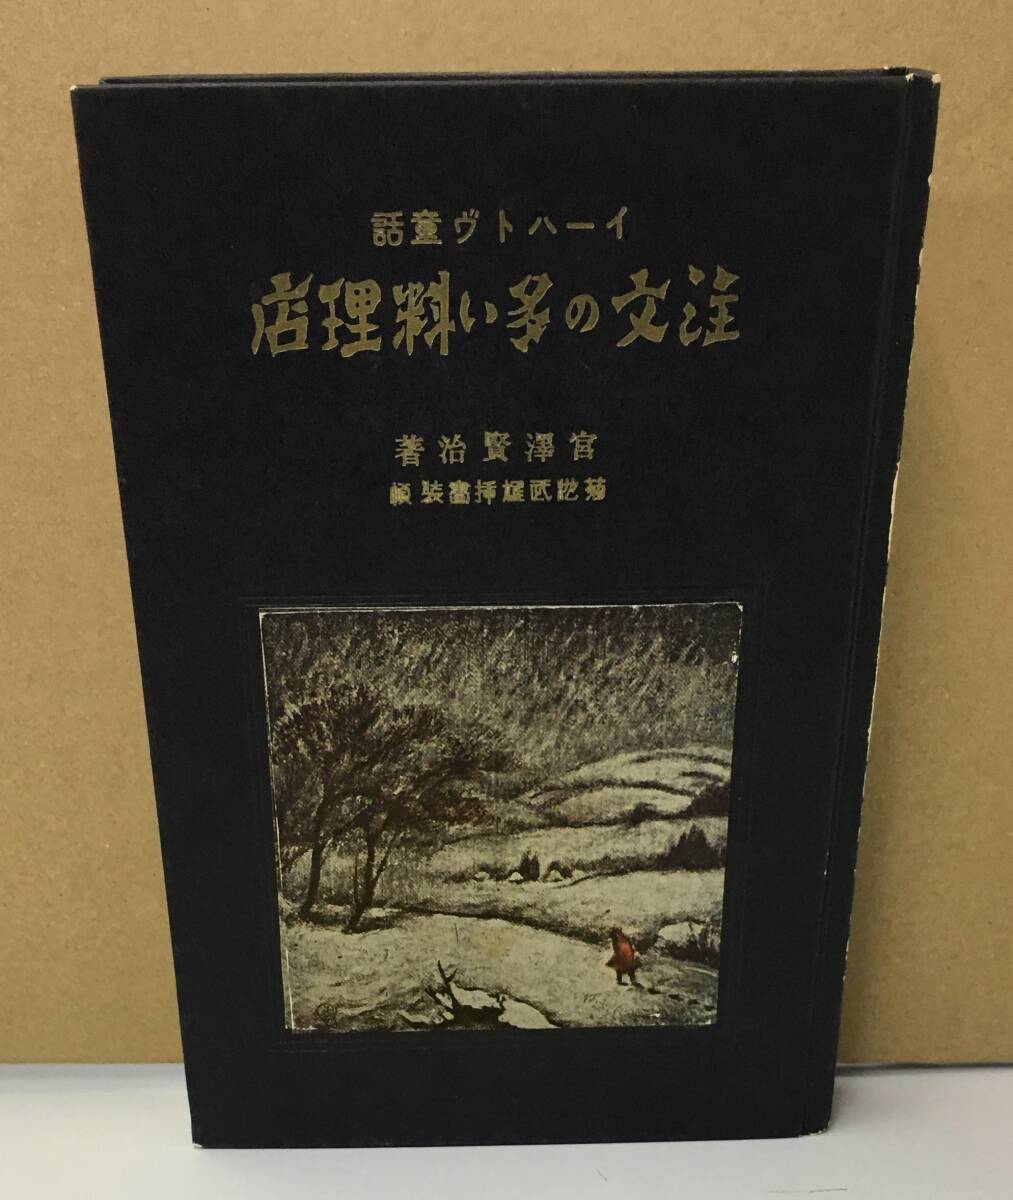 イーハトヴ童話
注文の多い料理店
宮澤賢治著
菊池武雄挿畫装幀